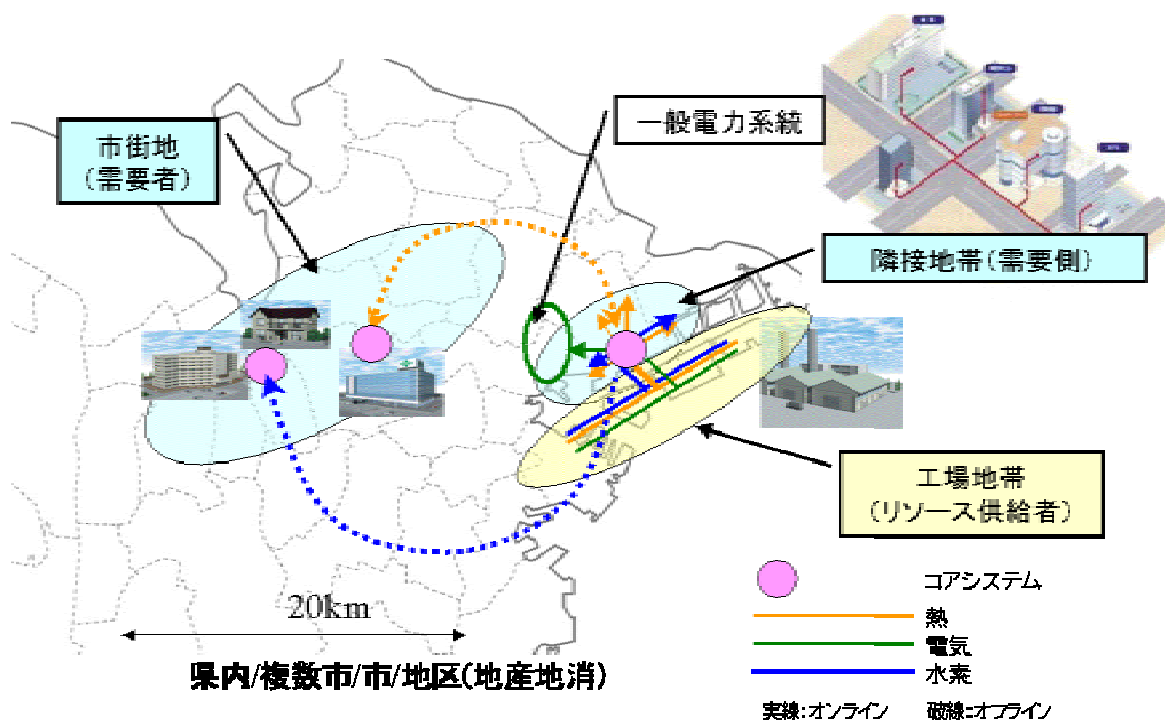 市街地
(需要者)
一般電力系統
隣接地帯(需要側)
工場地帯
(リソース供給者)
コアシステム
熱
電気
水素
20km
県内/複数市/市/地区(地産地消)
実線:オンライン 破線:オフライン